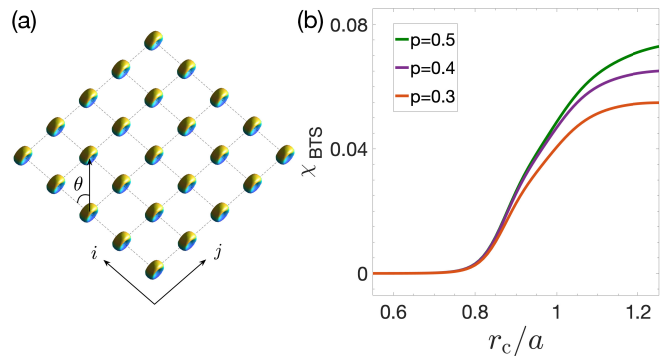 (a)
θ
i
j
(b)
χ BTS
0.08
0.04
0
p=0.5
p=0.4
p=0.3
0.6 0.8 1 1.2
r_c/a